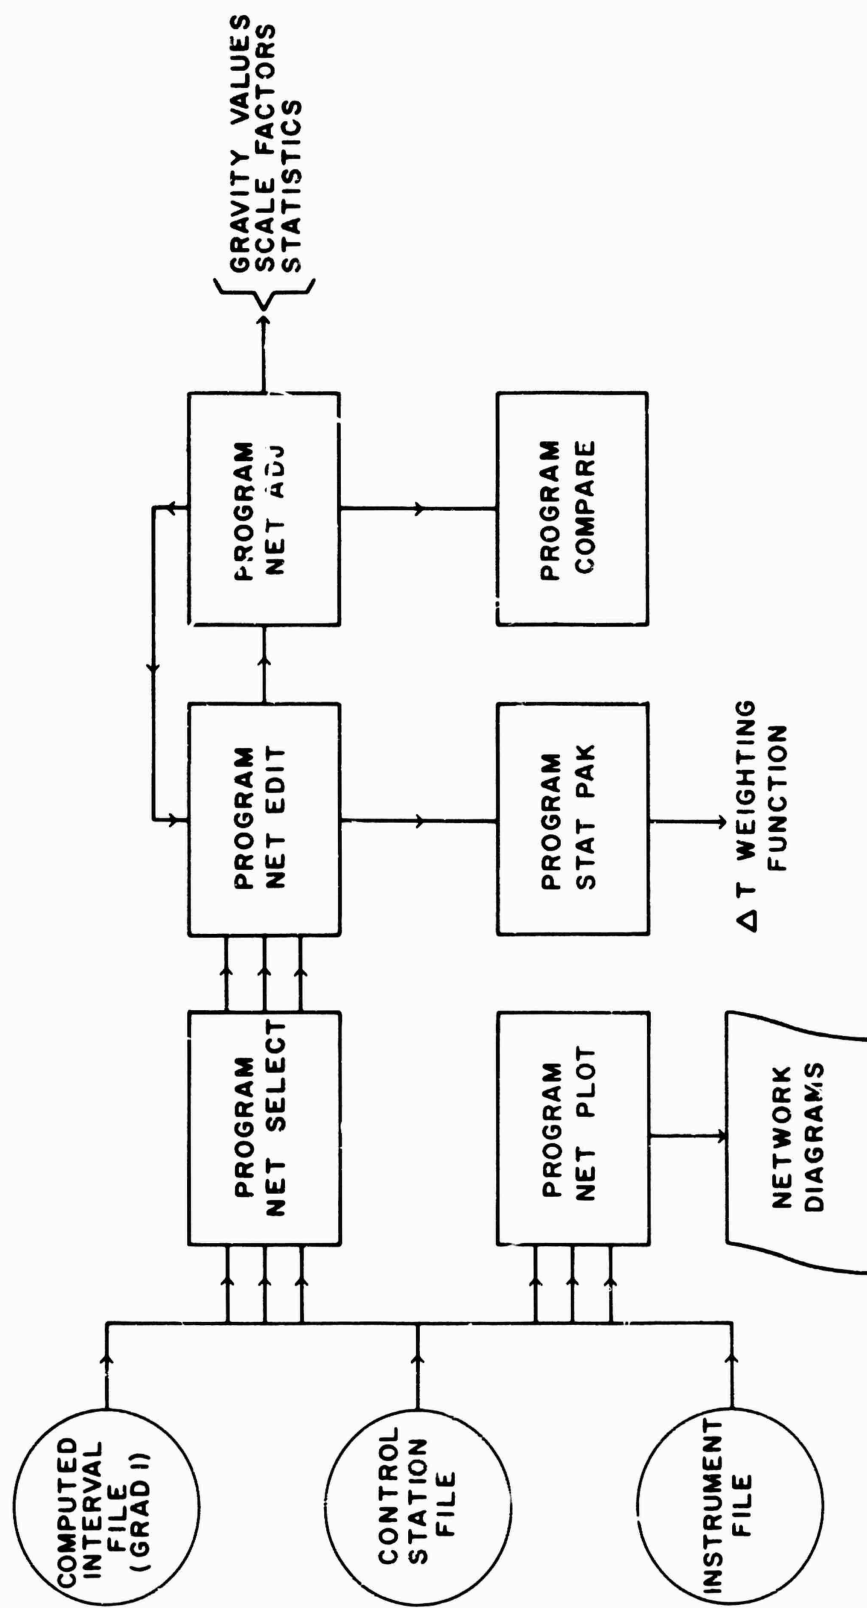 COMPUTED
INTERVAL
FILE
(GRAD 1)
CONTROL
STATION
FILE
INSTRUMENT
FILE
PROGRAM
NET SELECT
PROGRAM
NET PLOT
NETWORK
DIAGRAMS
PROGRAM
NET EDIT
PROGRAM
STAT PAK
Δ T WEIGHTING
FUNCTION
PROGRAM
NET ADJ
PROGRAM
COMPARE
GRAVITY VALUES
SCALE FACTORS
STATISTICS